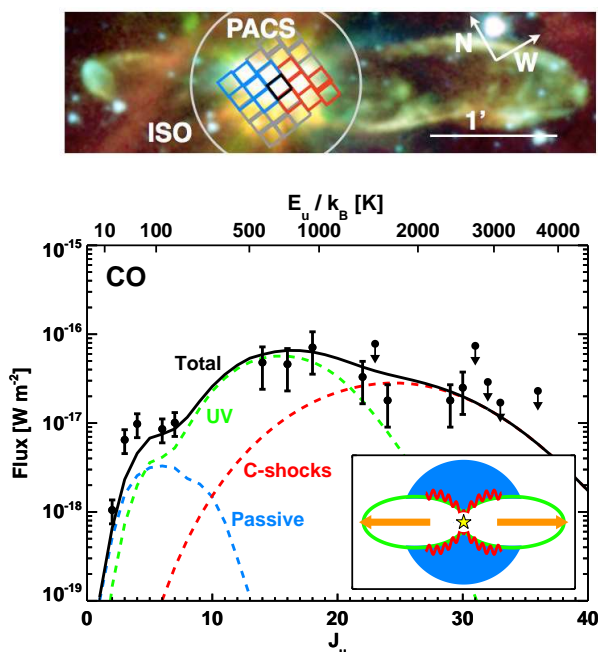 PACS
N
W
ISO
1'
E_u / k_B [K]
10 100 500 1000 2000 3000 4000
10^-15
CO
10^-16
Total
UV
10^-17
Flux [W m^-2]
C-shocks
10^-18
Passive
10^-19
0 10 20 30 40
J_u